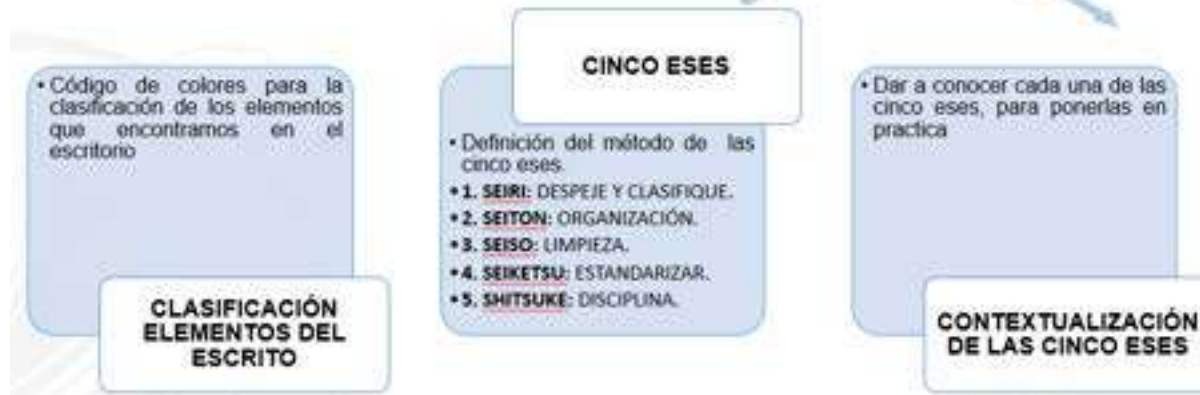 • Código de colores para la
clasificación de los elementos
que encontramos en el
escritorio
CLASIFICACIÓN
ELEMENTOS DEL
ESCRITO
CINCO ESES
• Definición del método de las
cinco eses.
• 1. SEIRI: DESPEJE Y CLASIFIQUE.
• 2. SEITON: ORGANIZACIÓN.
• 3. SEISO: LIMPIEZA.
• 4. SEIKETSU: ESTANDARIZAR.
• 5. SHITSUKE: DISCIPLINA.
• Dar a conocer cada una de las
cinco eses, para ponerlas en
practica
CONTEXTUALIZACIÓN
DE LAS CINCO ESES